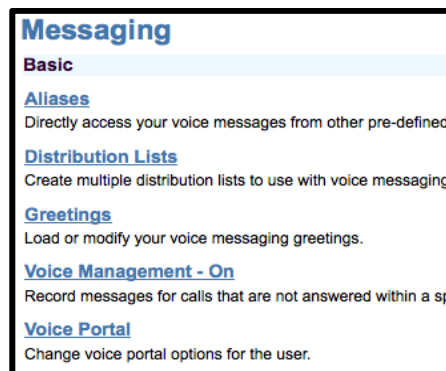 Messaging
Basic
Aliases
Directly access your voice messages from other pre-defined
Distribution Lists
Create multiple distribution lists to use with voice messaging
Greetings
Load or modify your voice messaging greetings.
Voice Management - On
Record messages for calls that are not answered within a
Voice Portal
Change voice portal options for the user.